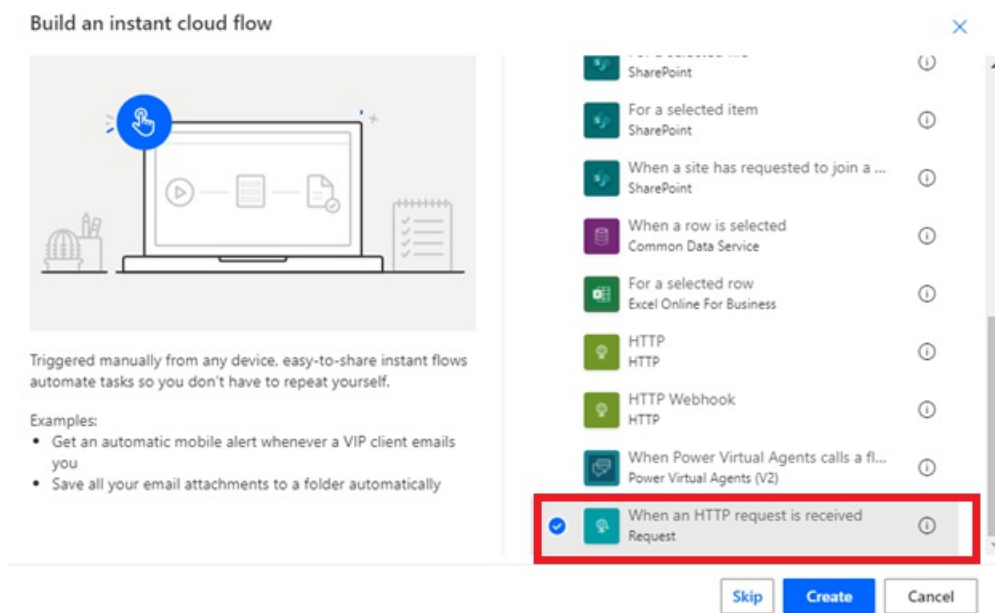 Build an instant cloud flow
SharePoint
For a selected item
SharePoint
When a site has requested to join a ...
SharePoint
When a row is selected
Common Data Service
For a selected row
Excel Online For Business
HTTP
HTTP
HTTP Webhook
HTTP
When Power Virtual Agents calls a fl...
Power Virtual Agents (V2)
When an HTTP request is received
Request
Triggered manually from any device, easy-to-share instant flows
automate tasks so you don't have to repeat yourself.
Examples:
• Get an automatic mobile alert whenever a VIP client emails
you
• Save all your email attachments to a folder automatically
Skip
Create
Cancel